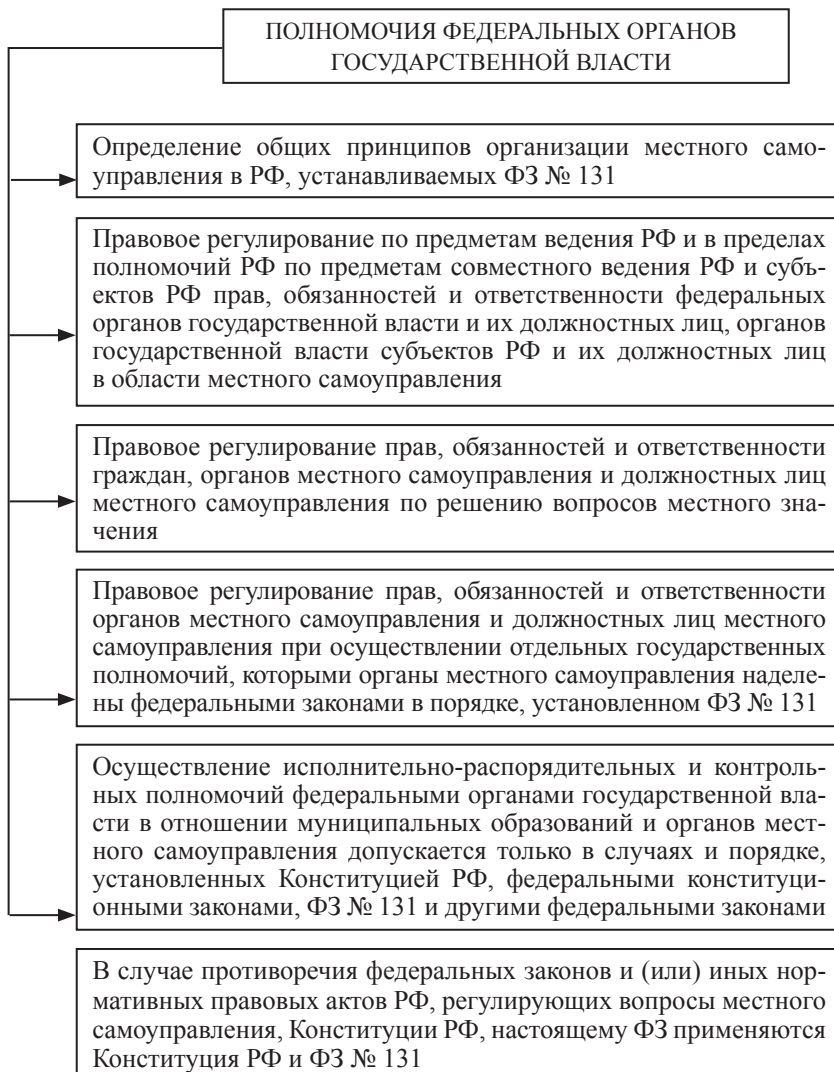 ПОЛНОМОЧИЯ ФЕДЕРАЛЬНЫХ ОРГАНОВ
ГОСУДАРСТВЕННОЙ ВЛАСТИ
Определение общих принципов организации местного само-
управления в РФ, устанавливаемых ФЗ № 131
Правовое регулирование по предметам ведения РФ и в пределах
полномочий РФ по предметам совместного ведения РФ и субъ-
ектов РФ прав, обязанностей и ответственности федеральных
органов государственной власти и их должностных лиц, органов
государственной власти субъектов РФ и их должностных лиц
в области местного самоуправления
Правовое регулирование прав, обязанностей и ответственности
граждан, органов местного самоуправления и должностных лиц
местного самоуправления по решению вопросов местного зна-
чения
Правовое регулирование прав, обязанностей и ответственности
органов местного самоуправления и должностных лиц местного
самоуправления при осуществлении отдельных государственных
полномочий, которыми органы местного самоуправления наделе-
ны федеральными законами в порядке, установленном ФЗ № 131
Осуществление исполнительно-распорядительных и контроль-
ных полномочий федеральными органами государственной вла-
сти в отношении муниципальных образований и органов мест-
ного самоуправления допускается только в случаях и порядке,
установленных Конституцией РФ, федеральными конституци-
онными законами, ФЗ № 131 и другими федеральными законами
В случае противоречия федеральных законов и (или) иных нор-
мативных правовых актов РФ, регулирующих вопросы местного
самоуправления, Конституции РФ, настоящему ФЗ применяются
Конституция РФ и ФЗ № 131